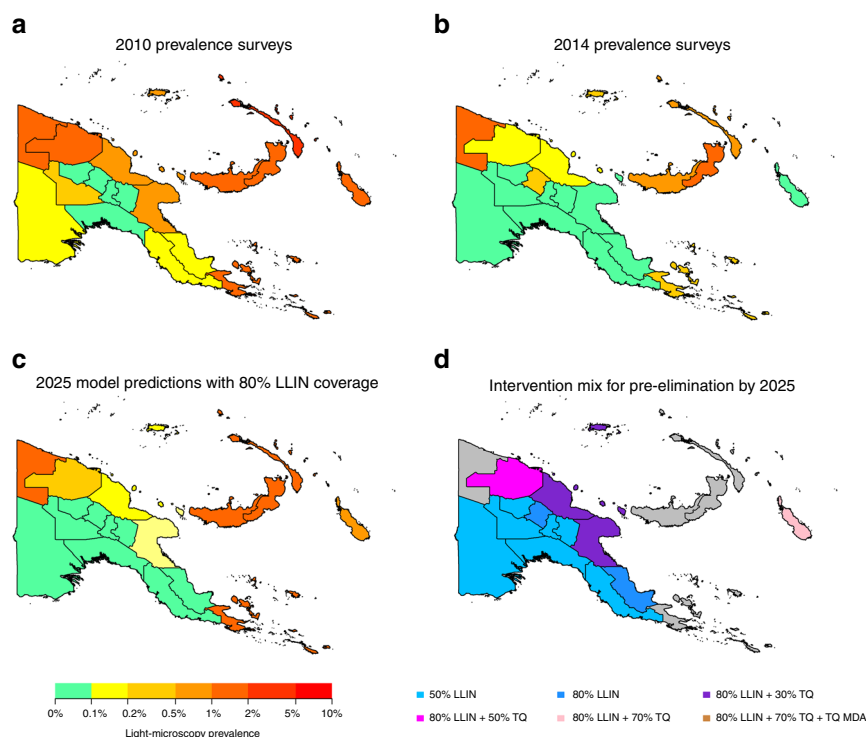 a
2010 prevalence surveys
b
2014 prevalence surveys
c
2025 model predictions with 80% LLIN coverage
d
Intervention mix for pre-elimination by 2025
0% 0.1% 0.2% 0.5% 1% 2% 5% 10%
Light-microscopy prevalence
50% LLIN 80% LLIN 80% LLIN + 30% TQ
80% LLIN + 50% TQ 80% LLIN + 70% TQ 80% LLIN + 70% TQ + TQ MDA